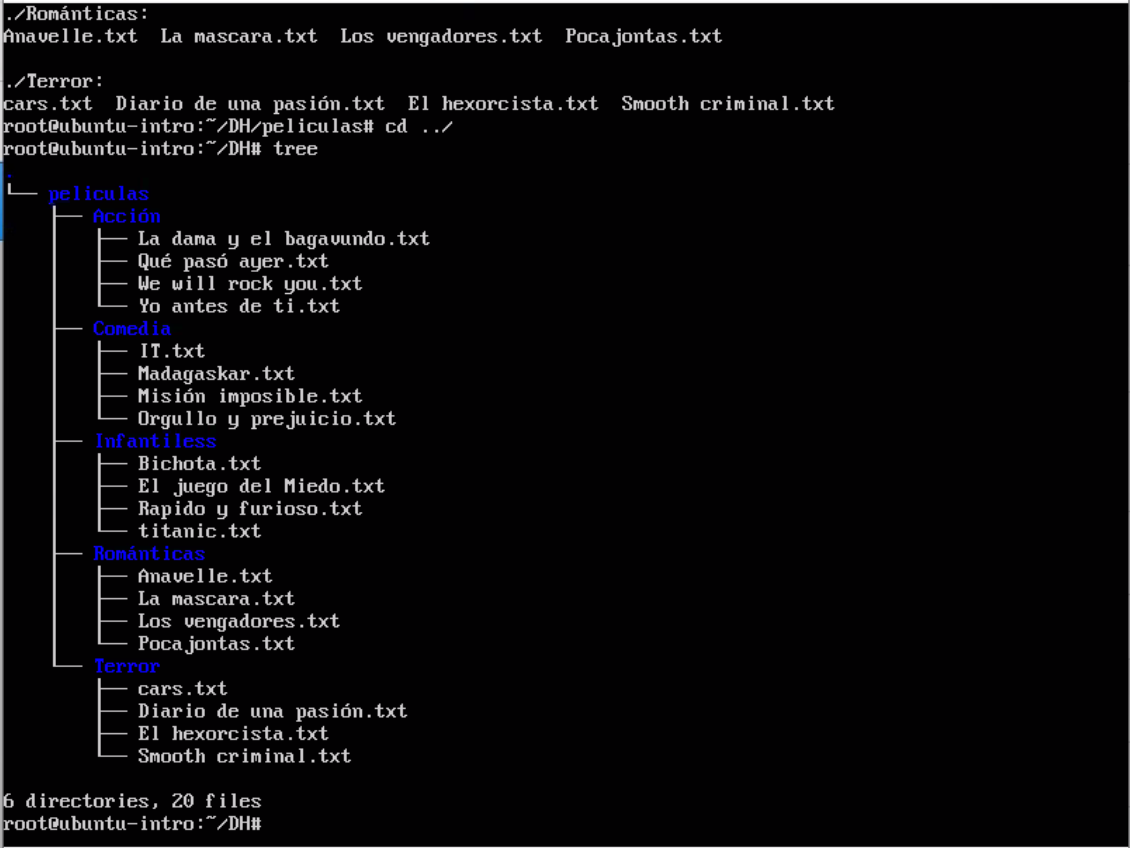 ./Románticas:
Anavelle.txt  La mascara.txt  Los vengadores.txt  Pocajontas.txt

./Terror:
cars.txt  Diario de una pasión.txt  El hexorcista.txt  Smooth criminal.txt
root@ubuntu-intro:~/DH/peliculas# cd ../
root@ubuntu-intro:~/DH# tree
.
└── peliculas
    ├── Acción
    │   ├── La dama y el bagavundo.txt
    │   ├── Qué pasó ayer.txt
    │   ├── We will rock you.txt
    │   └── Yo antes de ti.txt
    ├── Comedia
    │   ├── IT.txt
    │   ├── Madagaskar.txt
    │   ├── Misión imposible.txt
    │   └── Orgullo y prejuicio.txt
    ├── Infantiless
    │   ├── Bichota.txt
    │   ├── El juego del Miedo.txt
    │   ├── Rapido y furioso.txt
    │   └── titanic.txt
    ├── Románticas
    │   ├── Anavelle.txt
    │   ├── La mascara.txt
    │   ├── Los vengadores.txt
    │   └── Pocajontas.txt
    └── Terror
        ├── cars.txt
        ├── Diario de una pasión.txt
        ├── El hexorcista.txt
        └── Smooth criminal.txt

6 directories, 20 files
root@ubuntu-intro:~/DH#